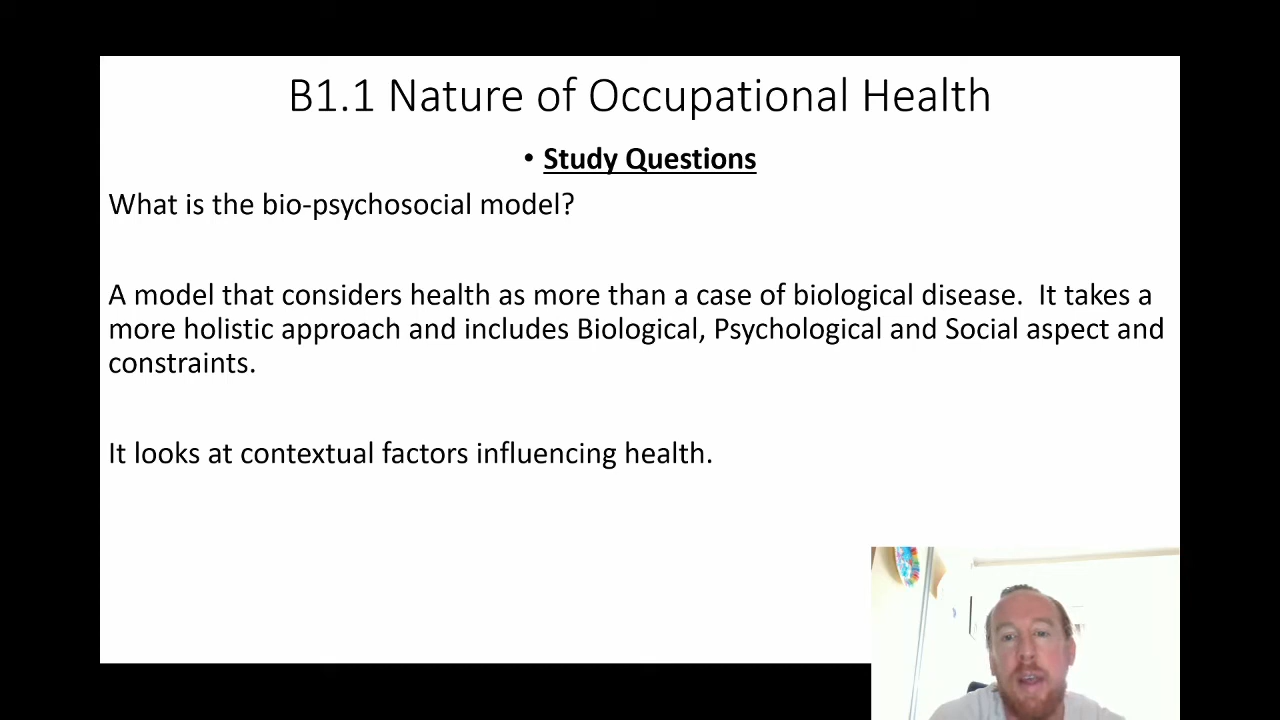 B1.1 Nature of Occupational Health
• Study Questions
What is the bio-psychosocial model?
A model that considers health as more than a case of biological disease.  It takes a
more holistic approach and includes Biological, Psychological and Social aspect and
constraints.
It looks at contextual factors influencing health.